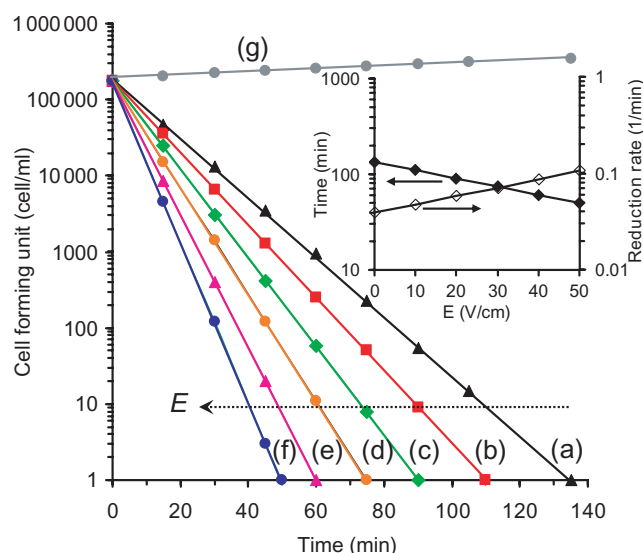 1 000 000
100 000
10 000
1000
100
10
1
0
20
40
60
80
100
120
140
Cell forming unit (cell/ml)
Time (min)
(g)
E
(f)
(e)
(d)
(c)
(b)
(a)
1000
100
10
Time (min)
1
0.1
0.01
Reduction rate (1/min)
0
10
20
30
40
50
E (V/cm)